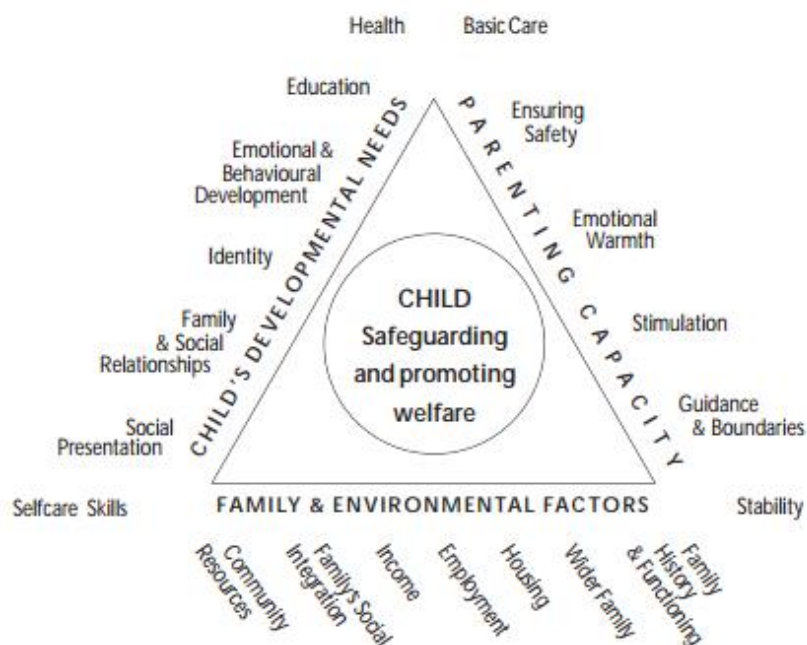 Health
Basic Care
Education
Ensuring
Safety
Emotional &
Behavioural
Development
Emotional
Warmth
Identity
Stimulation
Family
& Social
Relationships
Guidance
& Boundaries
Social
Presentation
Selfcare Skills
Stability
CHILD'S DEVELOPMENTAL NEEDS
PARENTING CAPACITY
CHILD
Safeguarding
and promoting
welfare
FAMILY & ENVIRONMENTAL FACTORS
Community
Resources
Family's Social
Integration
Income
Employment
Housing
Wider Family
Family
History
& Functioning